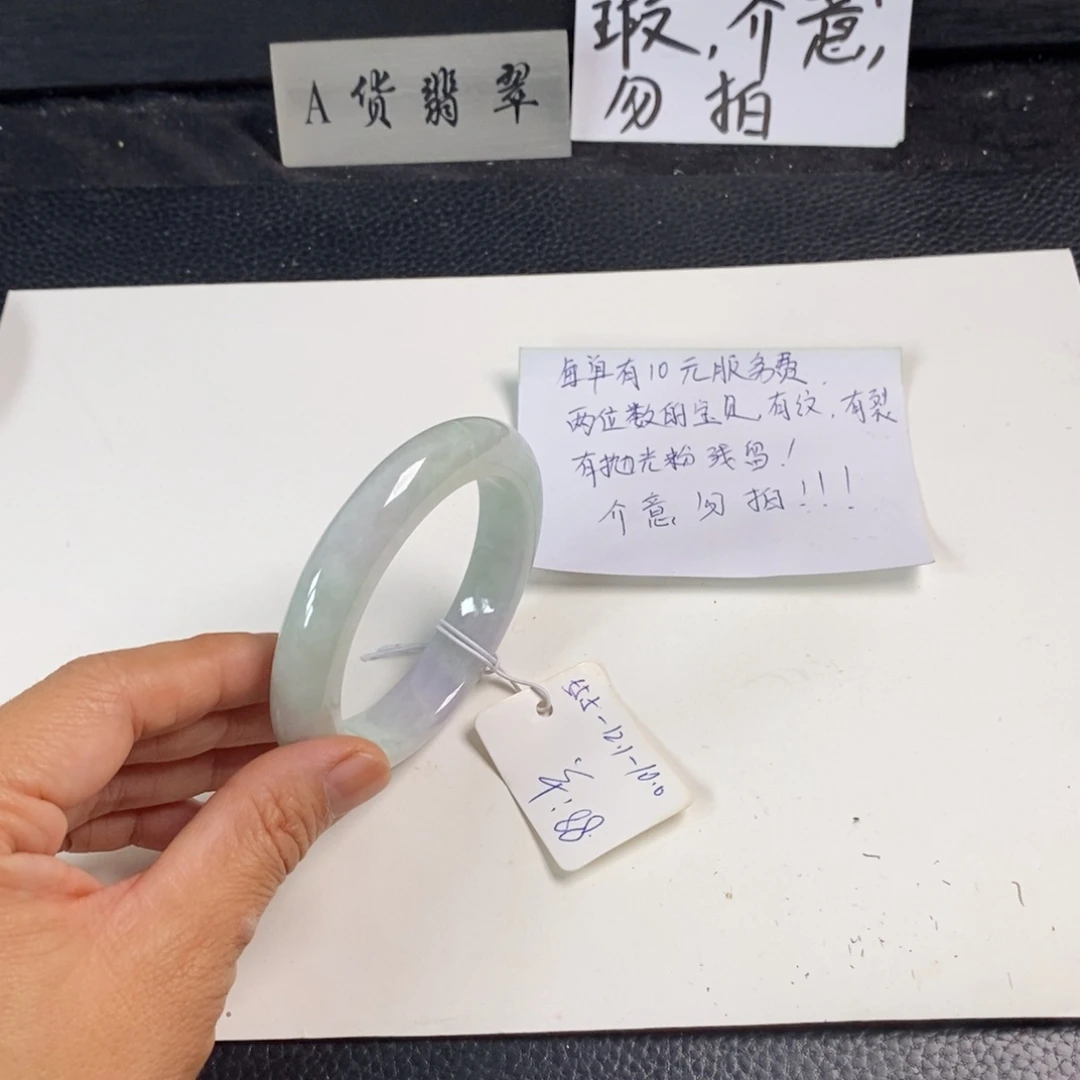 A货翡翠
瑕,介意,
勿拍
每单有10元服务费.
两位数的宝贝,有纹,有裂
有抛光粉残留!
介意勿拍!!!